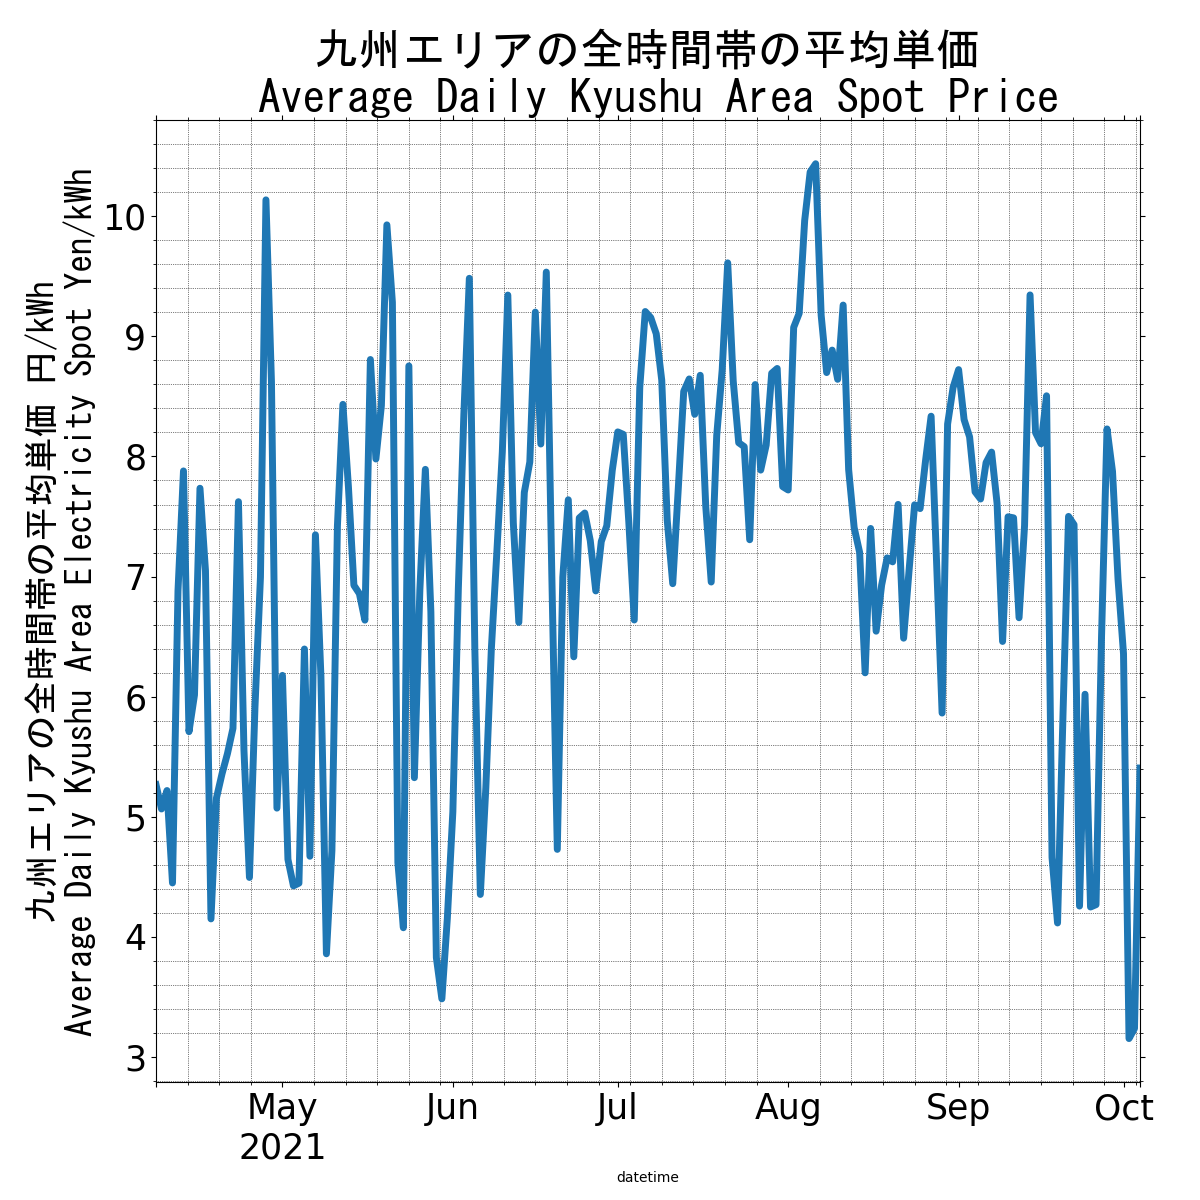 九州エリアの全時間帯の平均単価
Average Daily Kyushu Area Spot Price
九州エリアの全時間帯の平均単価 円/kWh
Average Daily Kyushu Area Electricity Spot Yen/kWh
10
9
8
7
6
5
4
3
May
2021
Jun
Jul
Aug
Sep
Oct
datetime